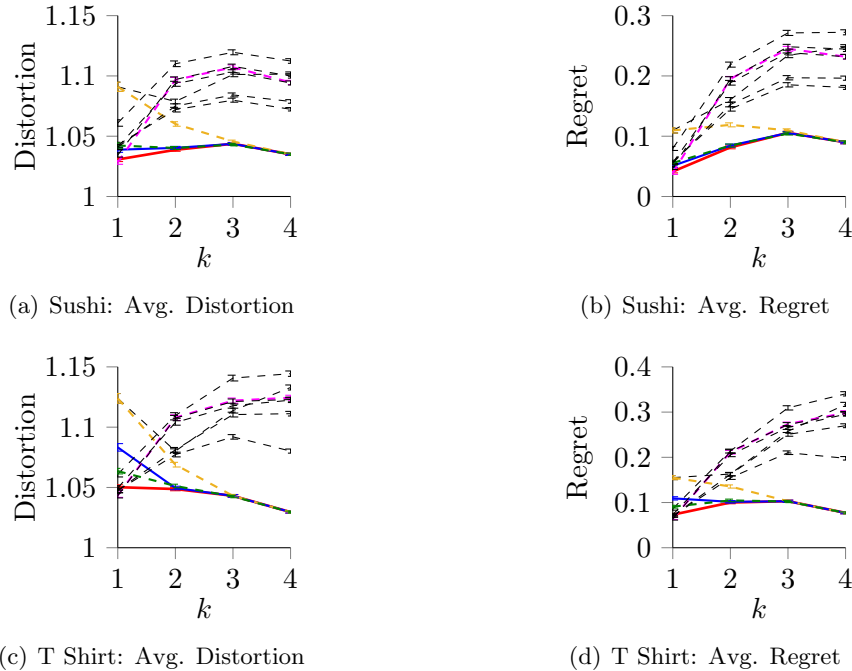 1.15
1.1
1.05
1
Distortion
1 2 3 4
k
(a) Sushi: Avg. Distortion
0.3
0.2
0.1
0
Regret
1 2 3 4
k
(b) Sushi: Avg. Regret
1.15
1.1
1.05
1
Distortion
1 2 3 4
k
(c) T Shirt: Avg. Distortion
0.4
0.3
0.2
0.1
0
Regret
1 2 3 4
k
(d) T Shirt: Avg. Regret